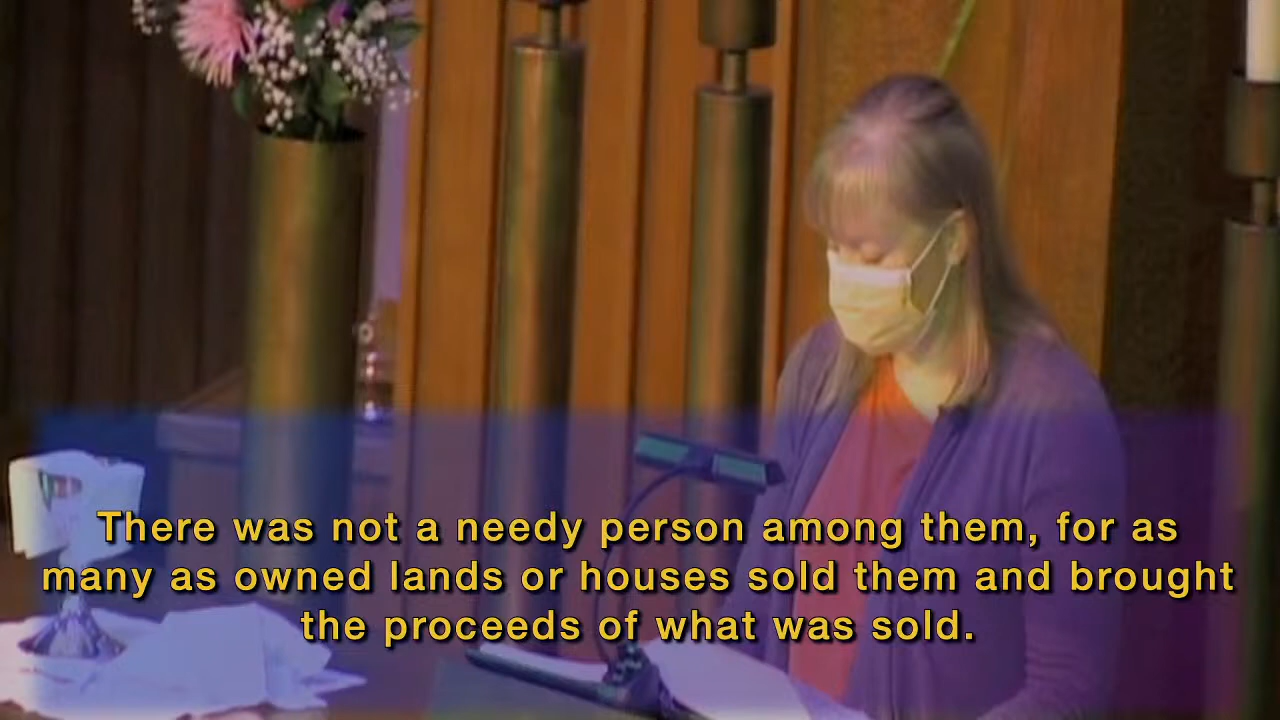 There was not a needy person among them, for as
many as owned lands or houses sold them and brought
the proceeds of what was sold.